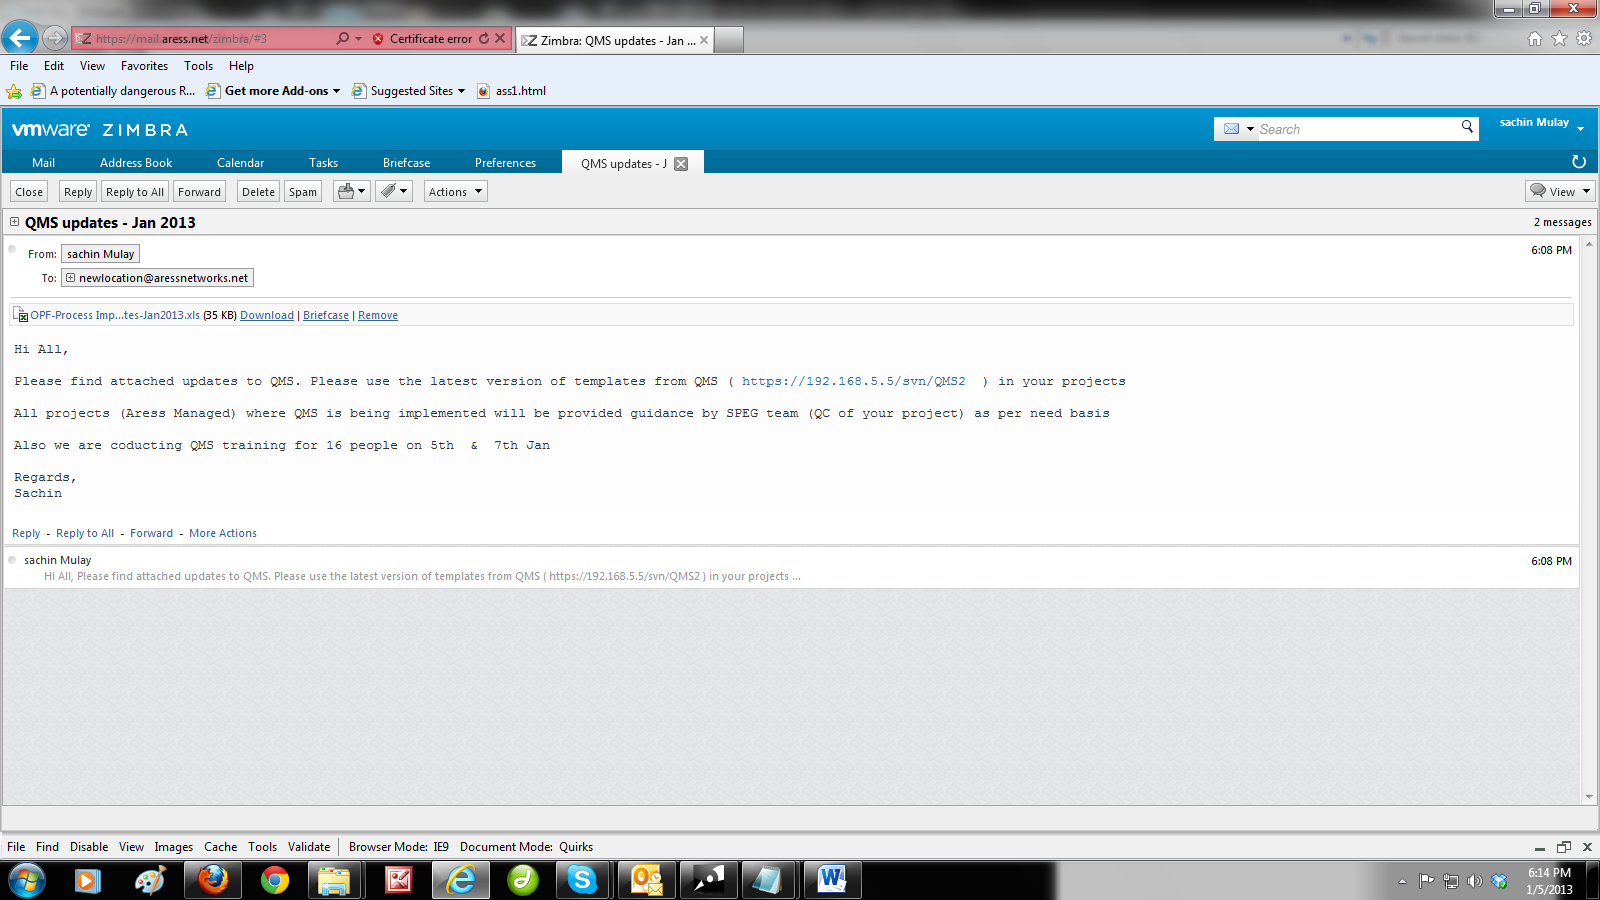 https://mail.aress.net/zimbra/#3
Certificate error
Zimbra: QMS updates - Jan ...
File Edit View Favorites Tools Help
A potentially dangerous R... Get more Add-ons Suggested Sites ass1.html
vmware ZIMBRA
Search
sachin Mulay
Mail Address Book Calendar Tasks Briefcase Preferences QMS updates - J
Close Reply Reply to All Forward Delete Spam Actions View
QMS updates - Jan 2013
2 messages
From: sachin Mulay
6:08 PM
To: newlocation@aressnetworks.net
OPF-Process Imp...tes-Jan2013.xls (35 KB) Download | Briefcase | Remove
Hi All,
Please find attached updates to QMS. Please use the latest version of templates from QMS ( https://192.168.5.5/svn/QMS2 ) in your projects
All projects (Aress Managed) where QMS is being implemented will be provided guidance by SPEG team (QC of your project) as per need basis
Also we are coducting QMS training for 16 people on 5th & 7th Jan
Regards,
Sachin
Reply - Reply to All - Forward - More Actions
sachin Mulay
6:08 PM
Hi All, Please find attached updates to QMS. Please use the latest version of templates from QMS ( https://192.168.5.5/svn/QMS2 ) in your projects ...
File Find Disable View Images Cache Tools Validate Browser Mode: IE9 Document Mode: Quirks
6:14 PM
1/5/2013